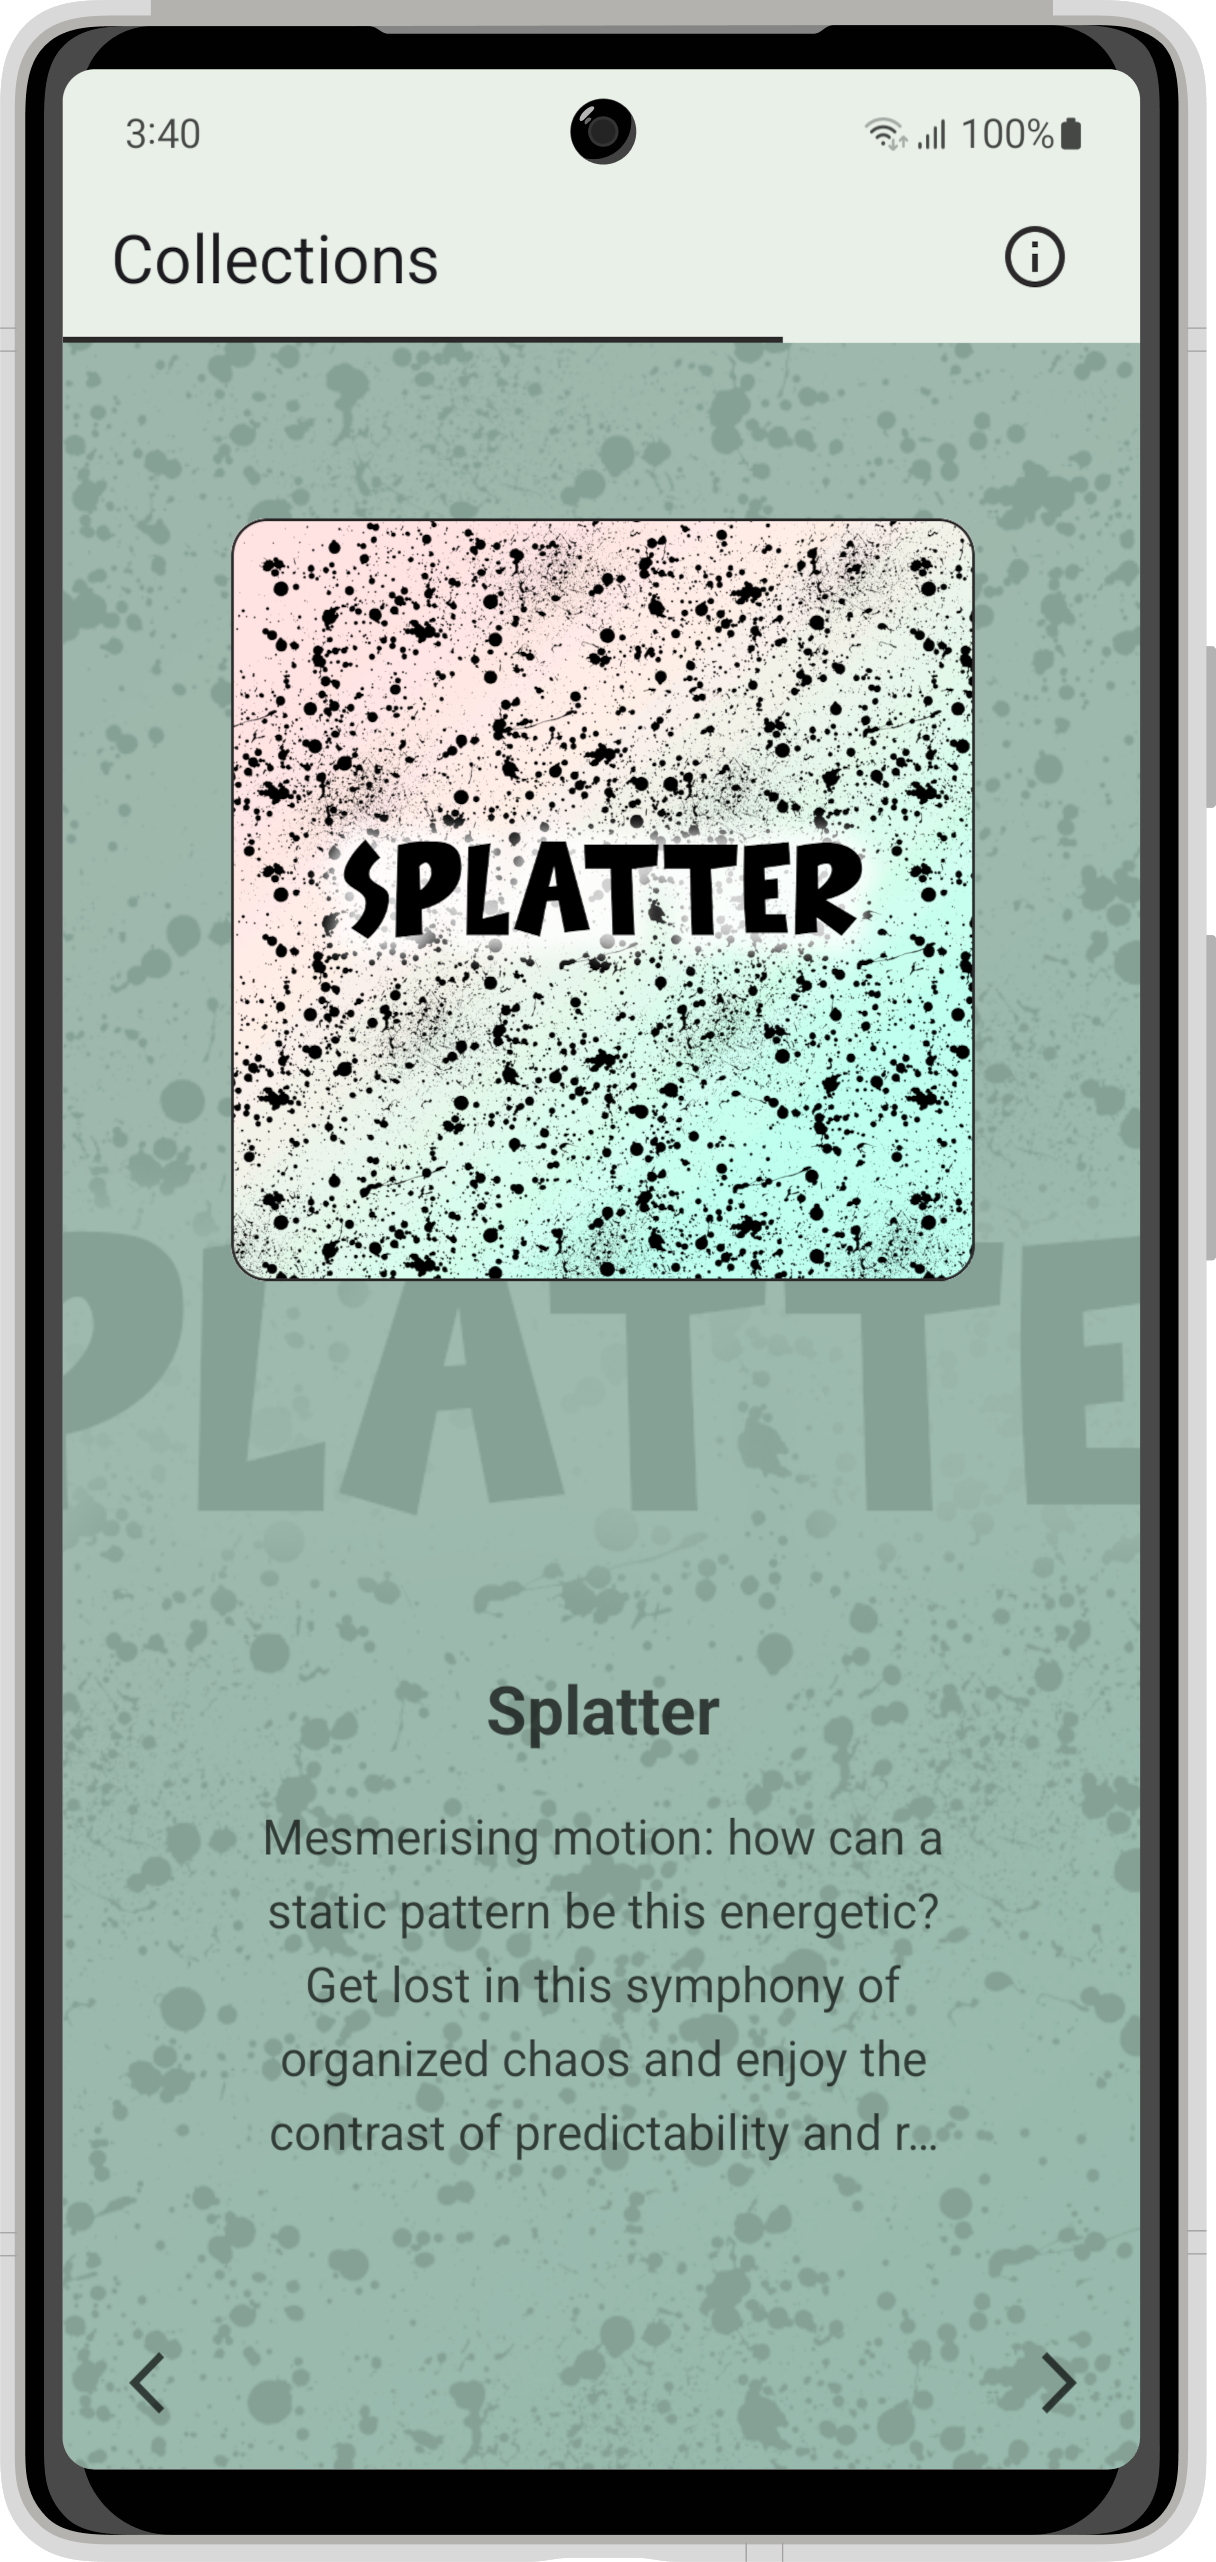 3:40
100%
Collections
SPLATTER
PLATTE
Splatter
Mesmerising motion: how can a
static pattern be this energetic?
Get lost in this symphony of
organized chaos and enjoy the
contrast of predictability and r...